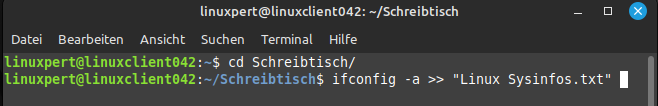 linuxpert@linuxclient042: ~/Schreibtisch
Datei Bearbeiten Ansicht Suchen Terminal Hilfe
linuxpert@linuxclient042:~$ cd Schreibtisch/
linuxpert@linuxclient042:~/Schreibtisch$ ifconfig -a >> "Linux Sysinfos.txt"